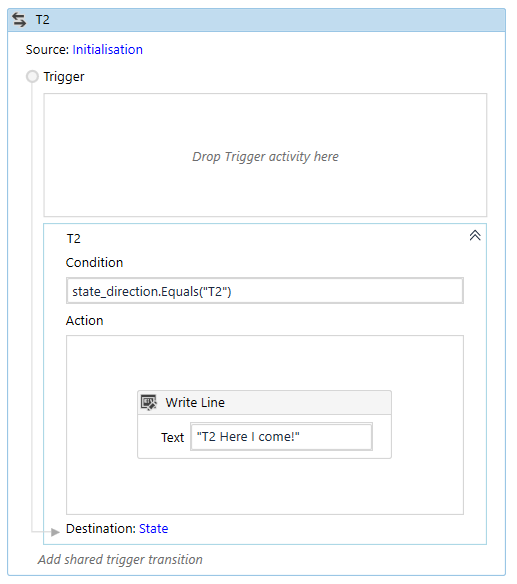 T2
Source: Initialisation
Trigger
Drop Trigger activity here
T2
Condition
state_direction.Equals("T2")
Action
Write Line
Text "T2 Here I come!"
Destination: State
Add shared trigger transition